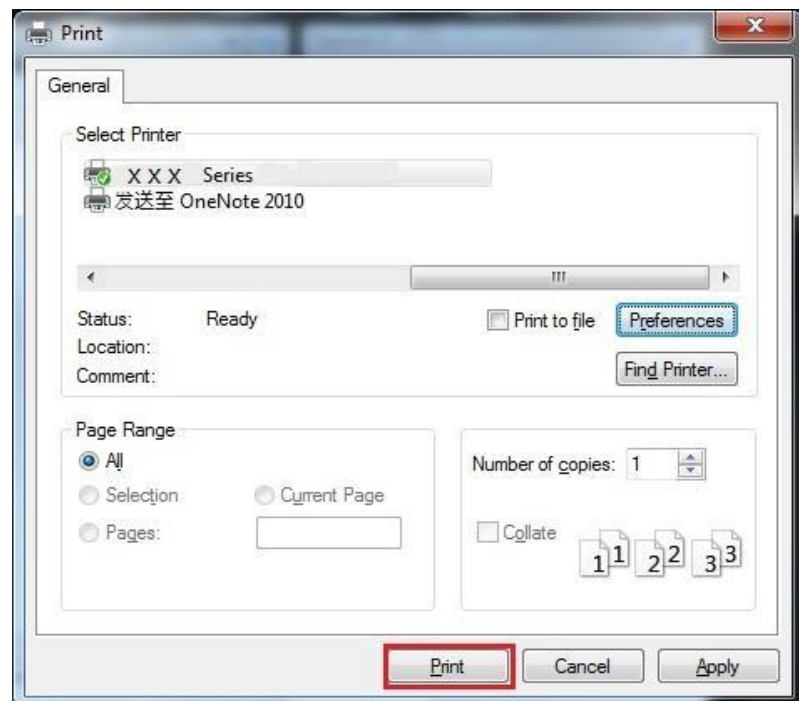 Print
General
Select Printer
X X X Series
发送至 OneNote 2010
Status: Ready
Print to file
Preferences
Location:
Comment:
Find Printer...
Page Range
All
Selection
Current Page
Pages:
Number of copies: 1
Collate
1 1 2 2 3 3
Print
Cancel
Apply